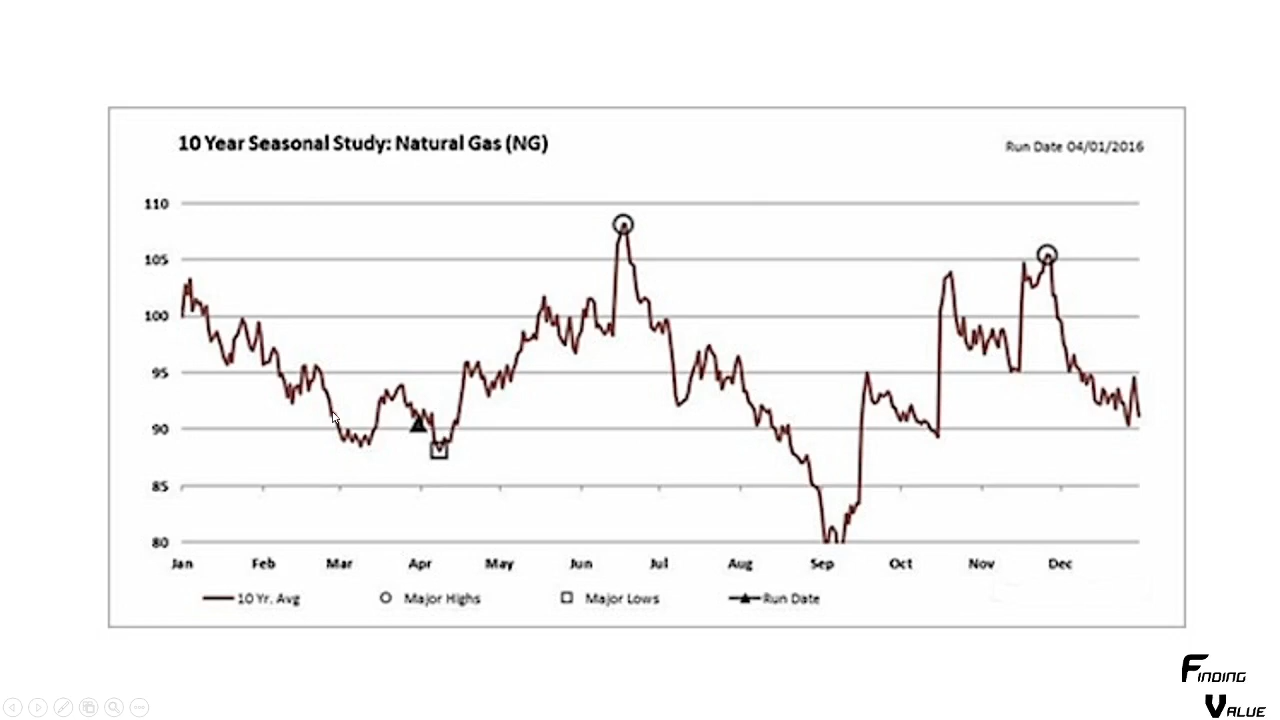 10 Year Seasonal Study: Natural Gas (NG)
Run Date 04/01/2016
110
105
100
95
90
85
80
Jan Feb Mar Apr May Jun Jul Aug Sep Oct Nov Dec
10 Yr. Avg Major Highs Major Lows Run Date
Finding
Value